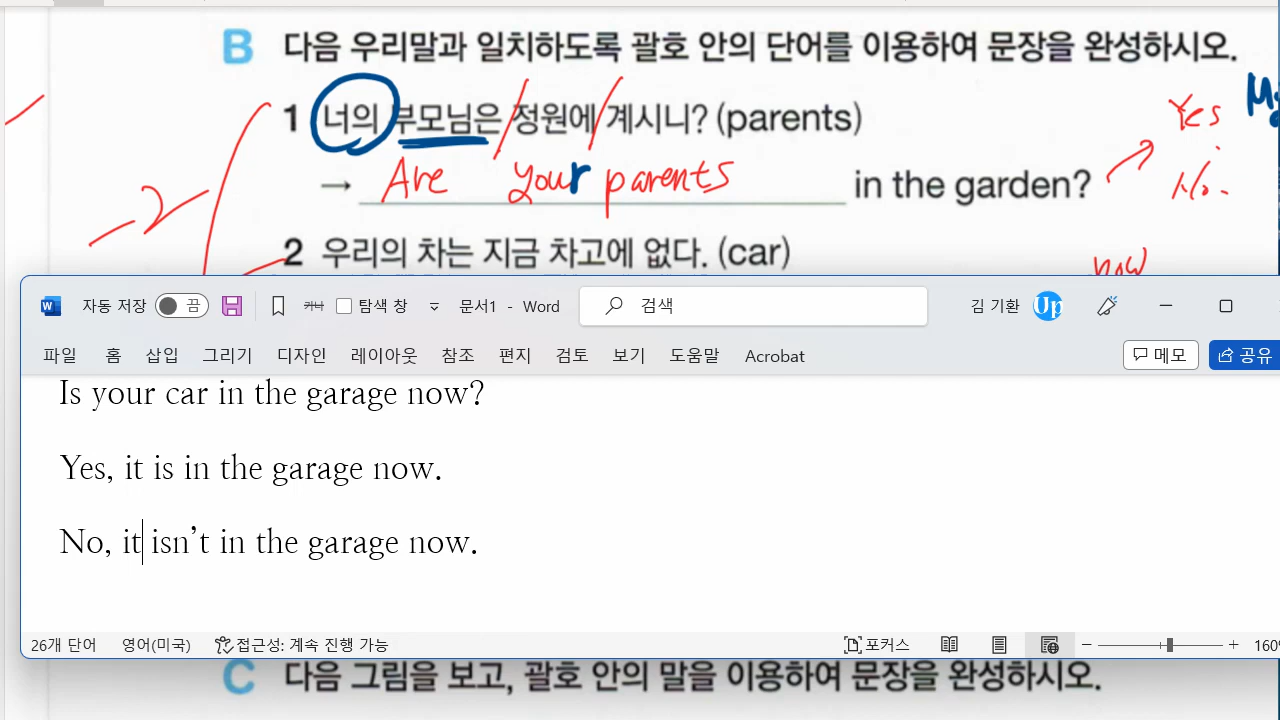 B 다음 우리말과 일치하도록 괄호 안의 단어를 이용하여 문장을 완성하시오.
1 너의 부모님은 정원에 계시니? (parents)
Yes
→ Are your parents in the garden?
No.
-2
2 우리의 차는 지금 차고에 없다. (car)
now
자동 저장 끔 탐색 창 문서1 - Word 검색 김 기환 Up
파일 홈 삽입 그리기 디자인 레이아웃 참조 편지 검토 보기 도움말 Acrobat 메모 공유
Is your car in the garage now?
Yes, it is in the garage now.
No, it isn’t in the garage now.
26개 단어 영어(미국) 접근성: 계속 진행 가능 포커스 160%
C 다음 그림을 보고, 괄호 안의 말을 이용하여 문장을 완성하시오.